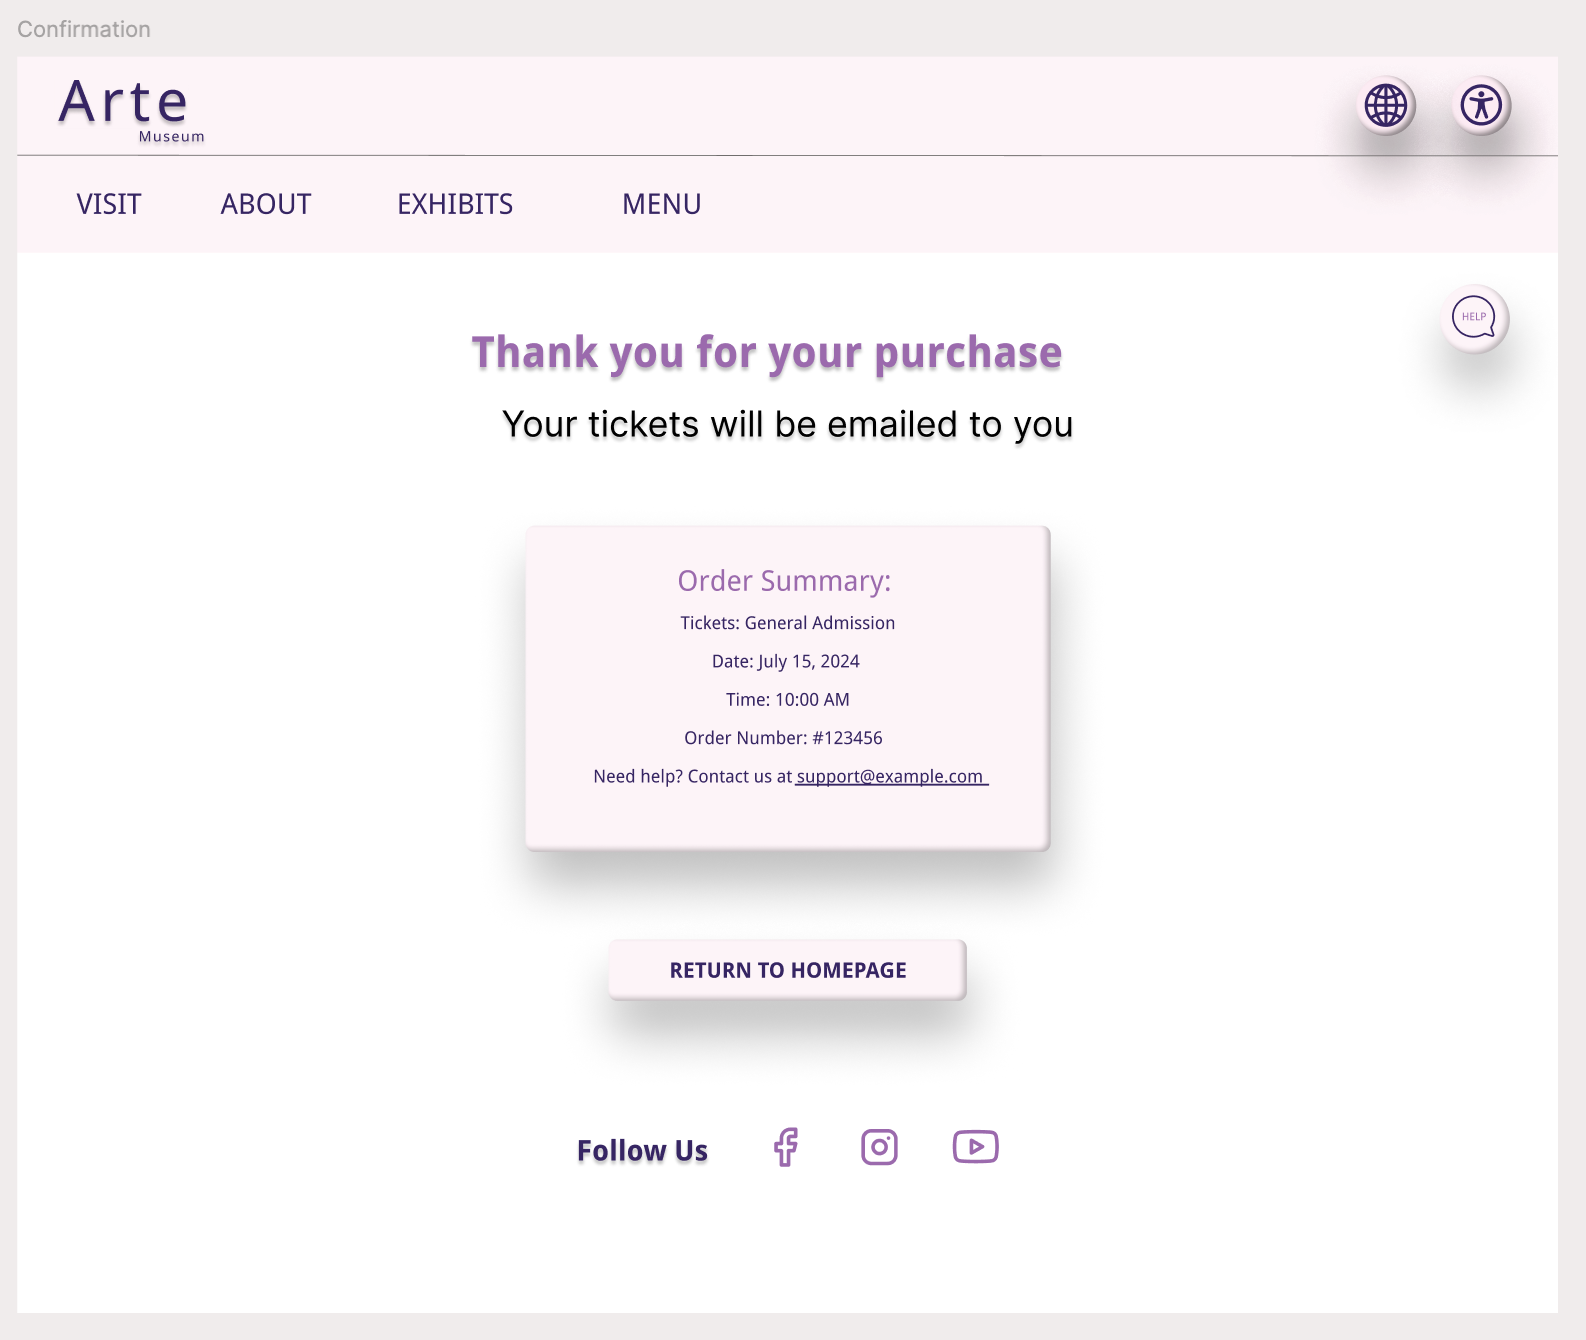 Confirmation
Arte
Museum
VISIT ABOUT EXHIBITS MENU
HELP
Thank you for your purchase
Your tickets will be emailed to you
Order Summary:
Tickets: General Admission
Date: July 15, 2024
Time: 10:00 AM
Order Number: #123456
Need help? Contact us at support@example.com
RETURN TO HOMEPAGE
Follow Us